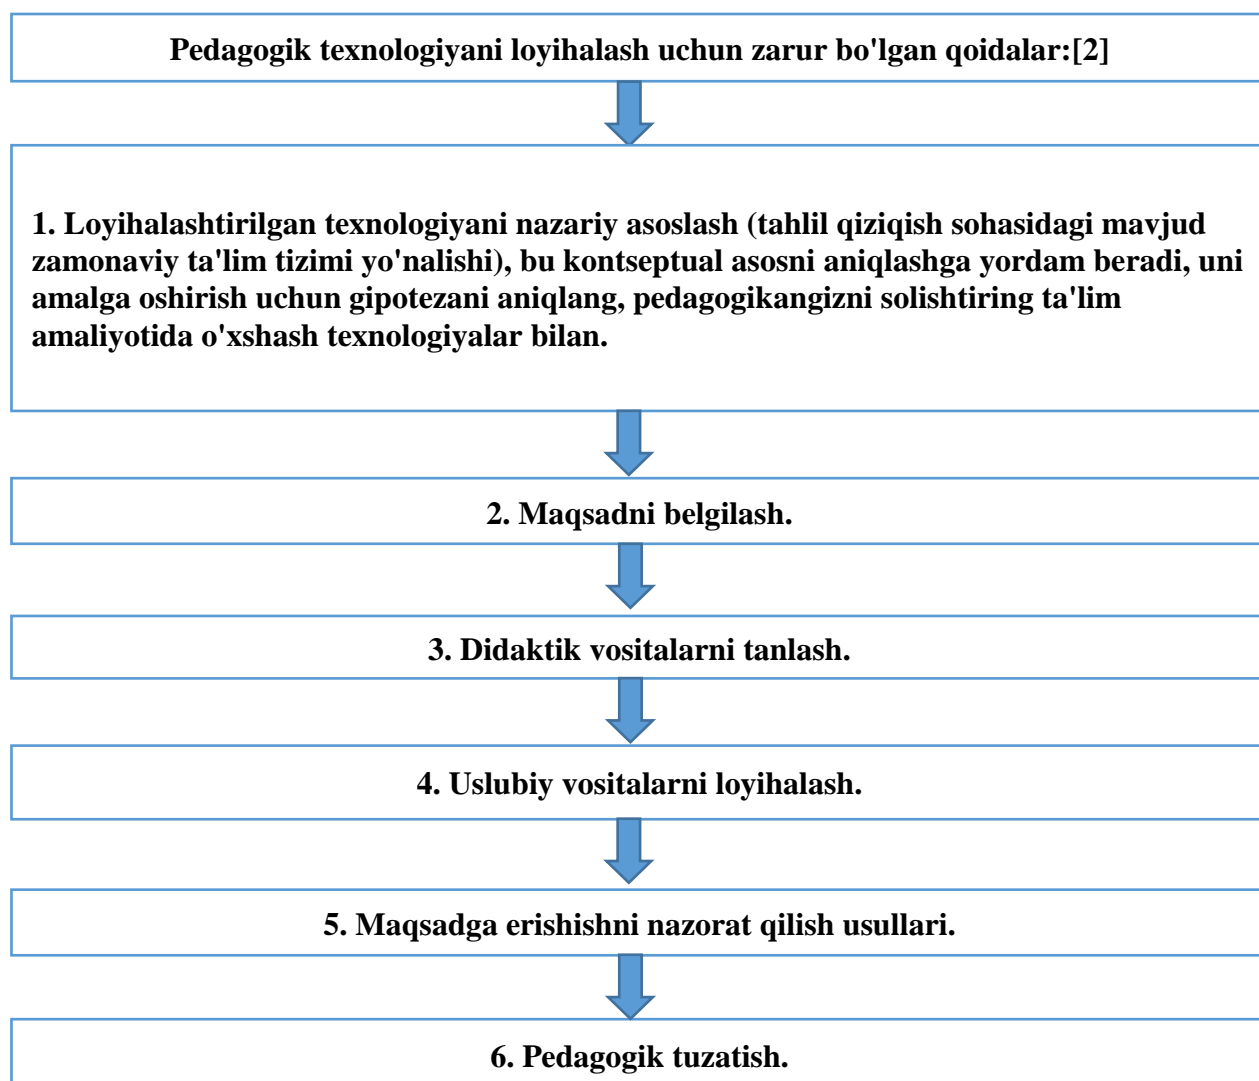 Pedagogik texnologiyani loyihalash uchun zarur bo'lgan qoidalar:[2]
1. Loyihalashtirilgan texnologiyani nazariy asoslash (tahlil qiziqish sohasidagi mavjud
zamonaviy ta'lim tizimi yo'nalishi), bu kontseptual asosni aniqlashga yordam beradi, uni
amalga oshirish uchun gipotezani aniqlang, pedagogikangizni solishtiring ta'lim
amaliyotida o'xshash texnologiyalar bilan.
2. Maqsadni belgilash.
3. Didaktik vositalarni tanlash.
4. Uslubiy vositalarni loyihalash.
5. Maqsadga erishishni nazorat qilish usullari.
6. Pedagogik tuzatish.